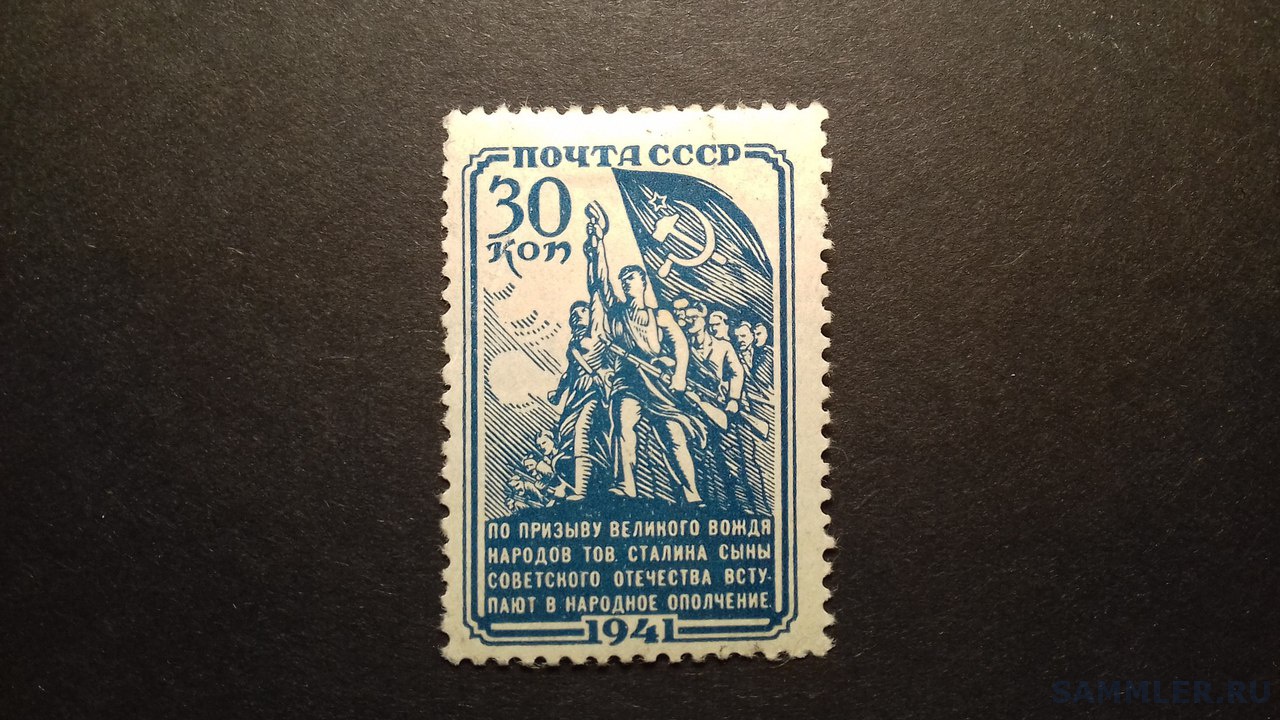 ПОЧТА СССР
30
коп
ПО ПРИЗЫВУ ВЕЛИКОГО ВОЖДЯ
НАРОДОВ ТОВ. СТАЛИНА СЫНЫ
СОВЕТСКОГО ОТЕЧЕСТВА ВСТУ-
ПАЮТ В НАРОДНОЕ ОПОЛЧЕНИЕ.
1941
SAMMLER.RU